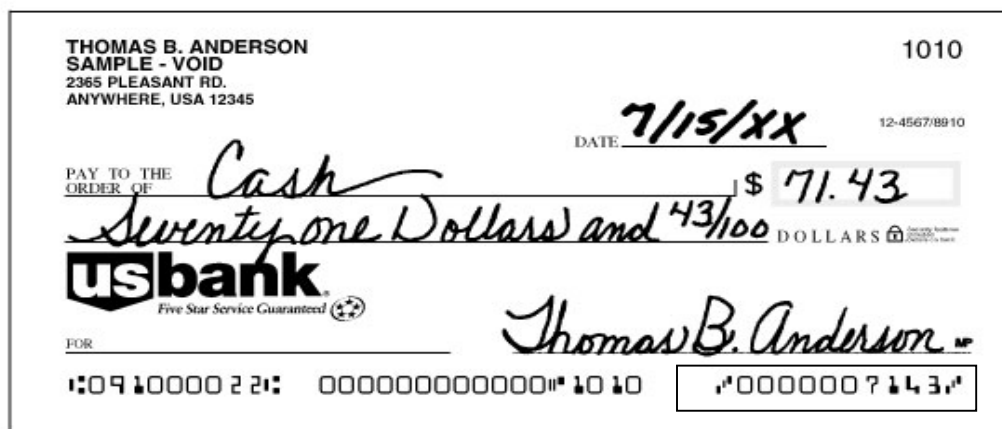 THOMAS B. ANDERSON
SAMPLE - VOID
2365 PLEASANT RD.
ANYWHERE, USA 12345
1010
12-4567/8910
DATE 7/15/XX
PAY TO THE
ORDER OF Cash $ 71.43
Seventy one Dollars and 43/100 DOLLARS
usbank
Five Star Service Guaranteed
FOR Thomas B. Anderson MP
⑆091000022⑆ 000000000000⑈1010 ⑇0000007143⑇